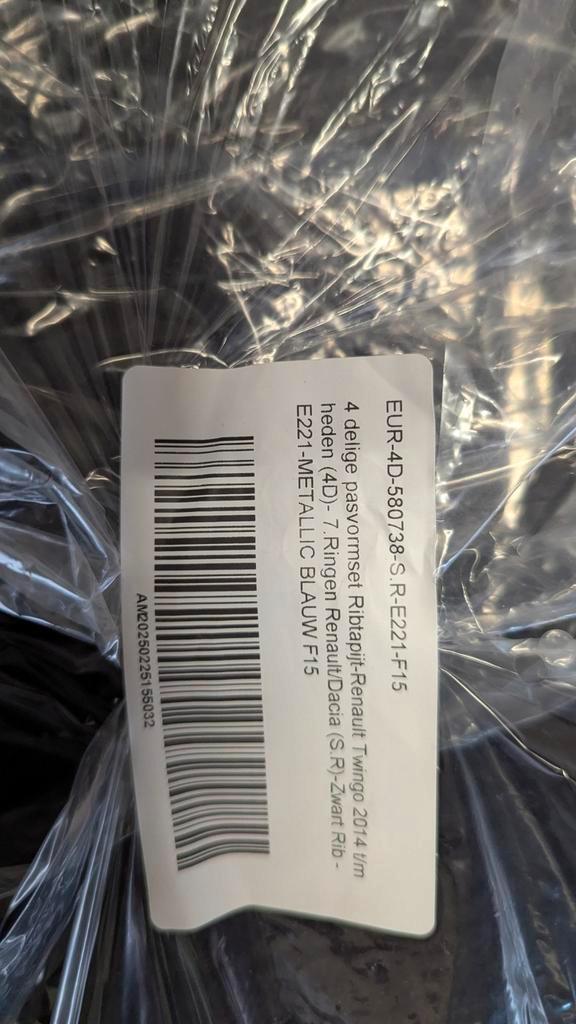 EUR-4D-580738-S.R-E221-F15
4 delige pasvormset Ribtapijt-Renault Twingo 2014 t/m
heden (4D)- 7.Ringen Renault/Dacia (S.R)-Zwart Rib -
E221-METALLIC BLAUW F15
AM20250225155032